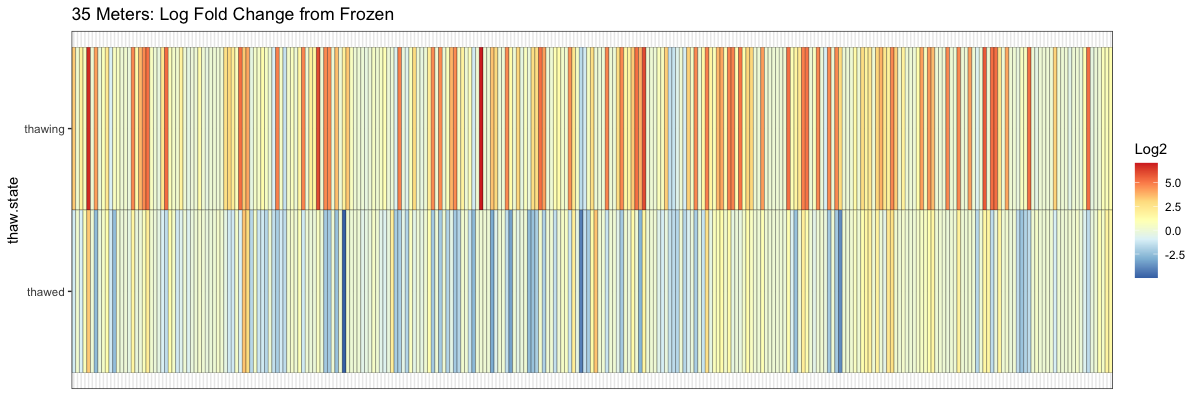 35 Meters: Log Fold Change from Frozen
thawing
thawed
thaw.state
Log2
5.0
2.5
0.0
-2.5